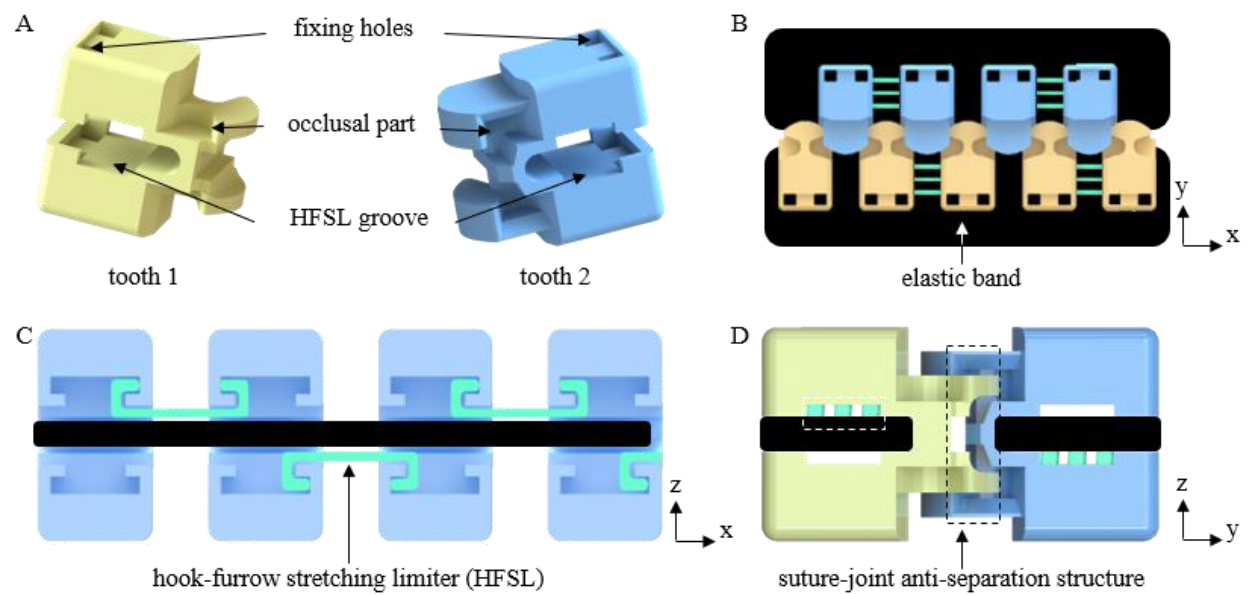 A
fixing holes
B
occlusal part
HFSL groove
tooth 1
tooth 2
elastic band
y
x
C
D
z
x
z
y
hook-furrow stretching limiter (HFSL)
suture-joint anti-separation structure